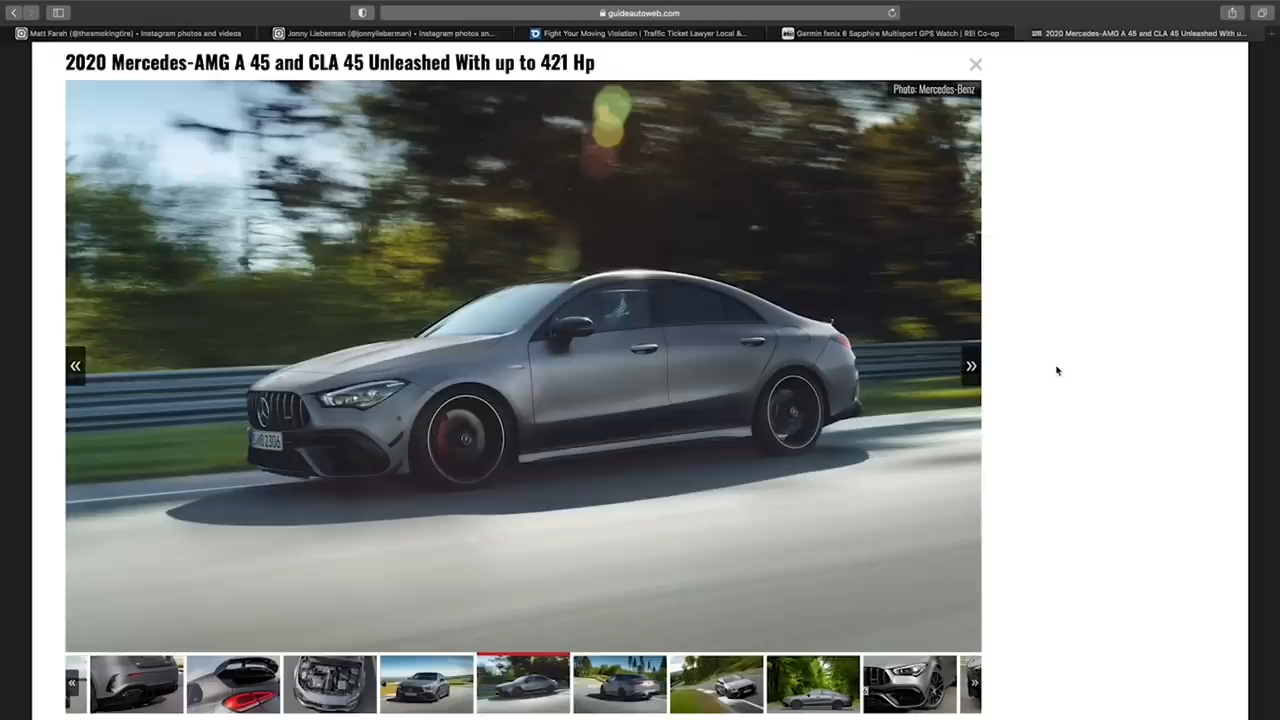 guideautoweb.com
Matt Farah (@thesmokingtire) • Instagram photos and videos
Jonny Lieberman (@jonnylieberman) • Instagram photos an...
Fight Your Moving Violation | Traffic Ticket Lawyer Local &...
Garmin fenix 6 Sapphire Multisport GPS Watch | REI Co-op
2020 Mercedes-AMG A 45 and CLA 45 Unleashed With u...
2020 Mercedes-AMG A 45 and CLA 45 Unleashed With up to 421 Hp
Photo: Mercedes-Benz